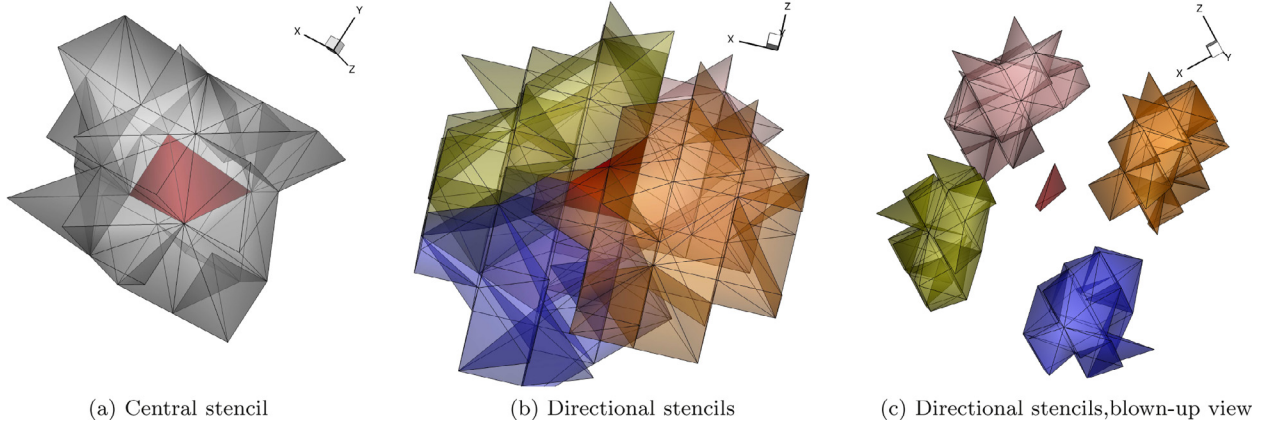 X Y Z
X Y Z
X Y Z
(a) Central stencil
(b) Directional stencils
(c) Directional stencils,blown-up view